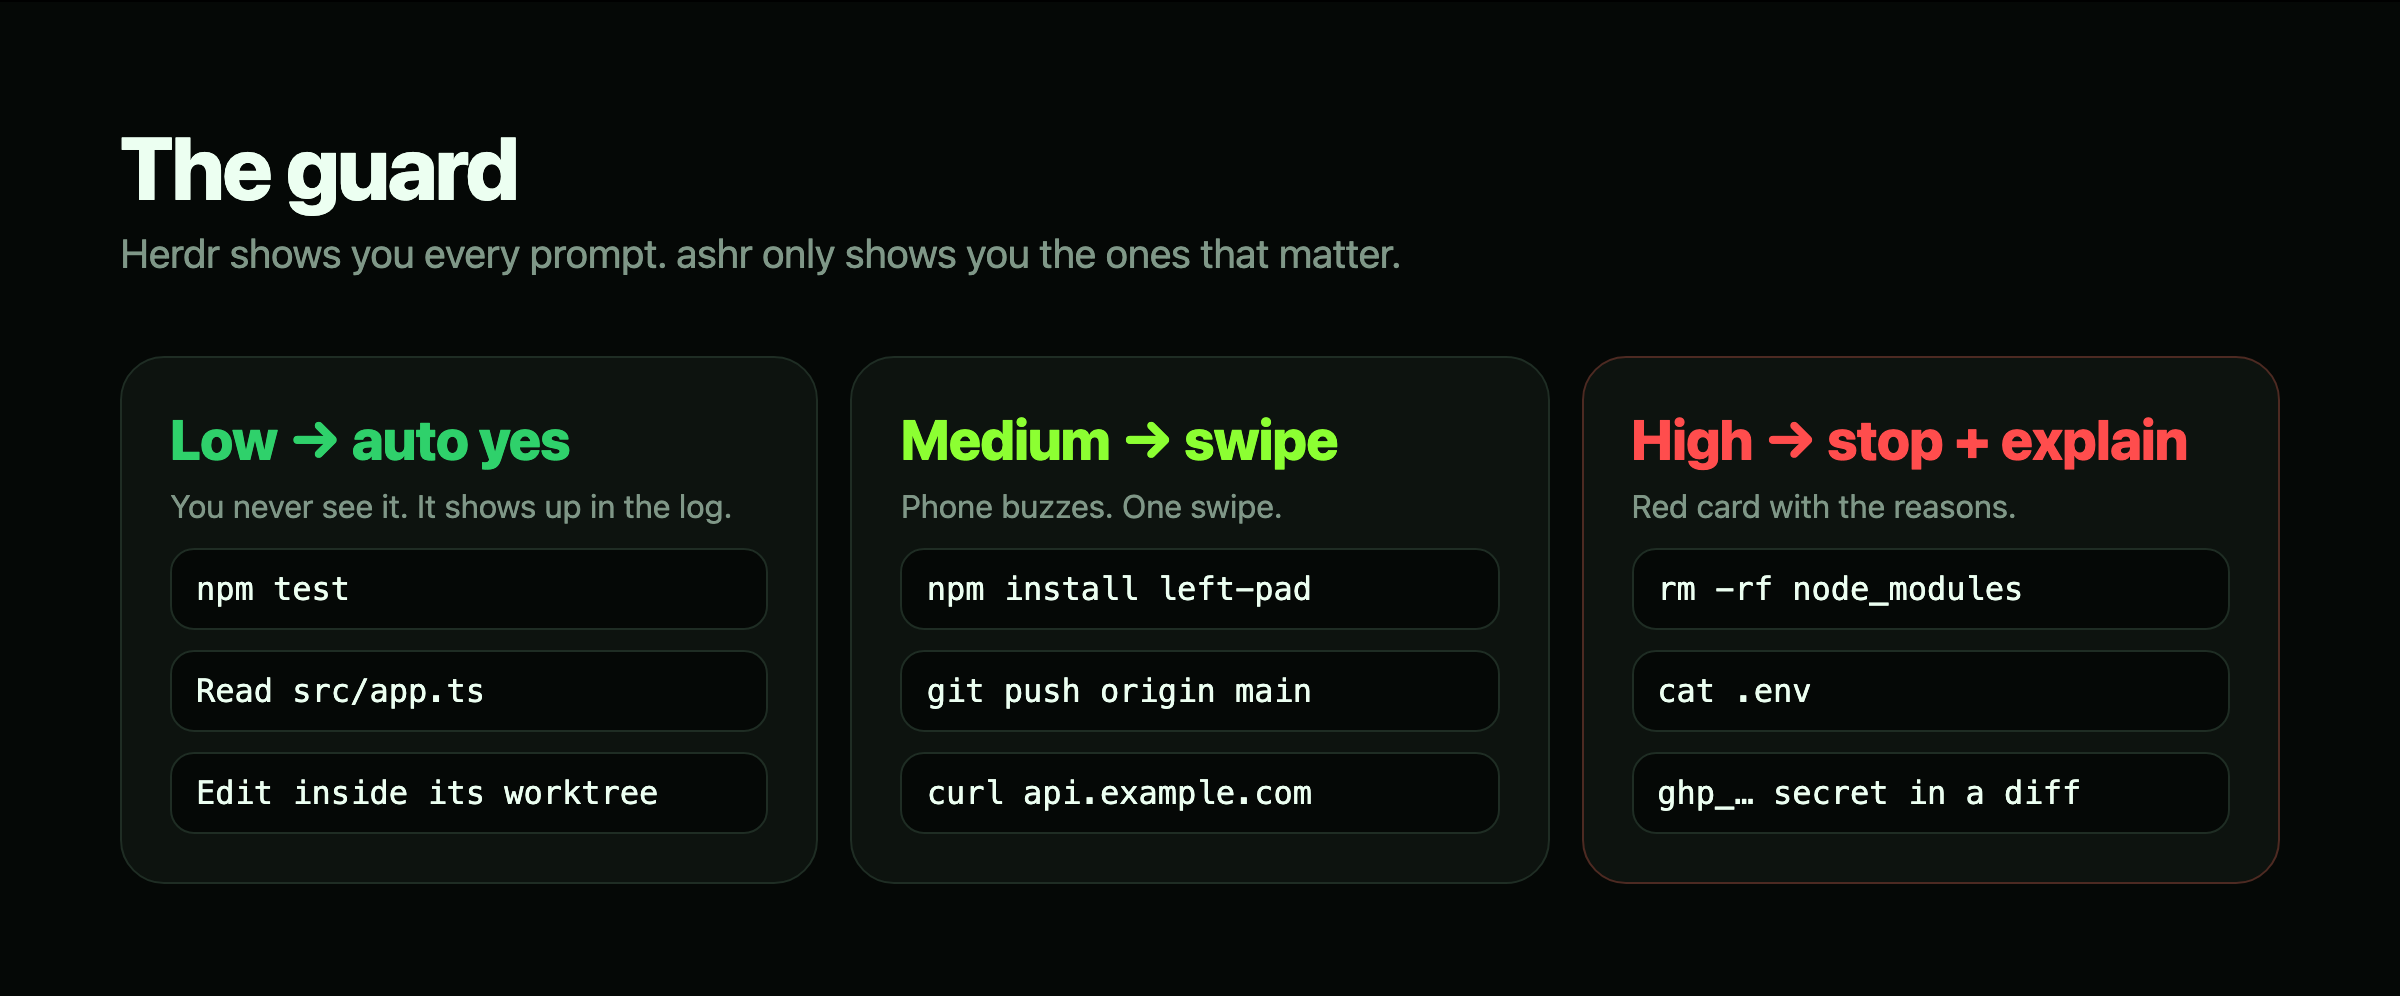 The guard
Herdr shows you every prompt. ashr only shows you the ones that matter.
Low → auto yes
You never see it. It shows up in the log.
npm test
Read src/app.ts
Edit inside its worktree
Medium → swipe
Phone buzzes. One swipe.
npm install left-pad
git push origin main
curl api.example.com
High → stop + explain
Red card with the reasons.
rm -rf node_modules
cat .env
ghp_… secret in a diff